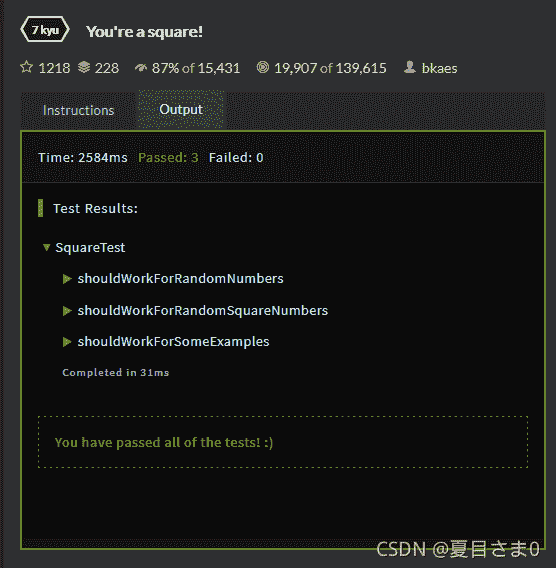 7 kyu You're a square!
1218 228 87% of 15,431 19,907 of 139,615 bkaes
Instructions Output
Time: 2584ms Passed: 3 Failed: 0
Test Results:
SquareTest
shouldWorkForRandomNumbers
shouldWorkForRandomSquareNumbers
shouldWorkForSomeExamples
Completed in 31ms
You have passed all of the tests! :)
CSDN @夏目さま0